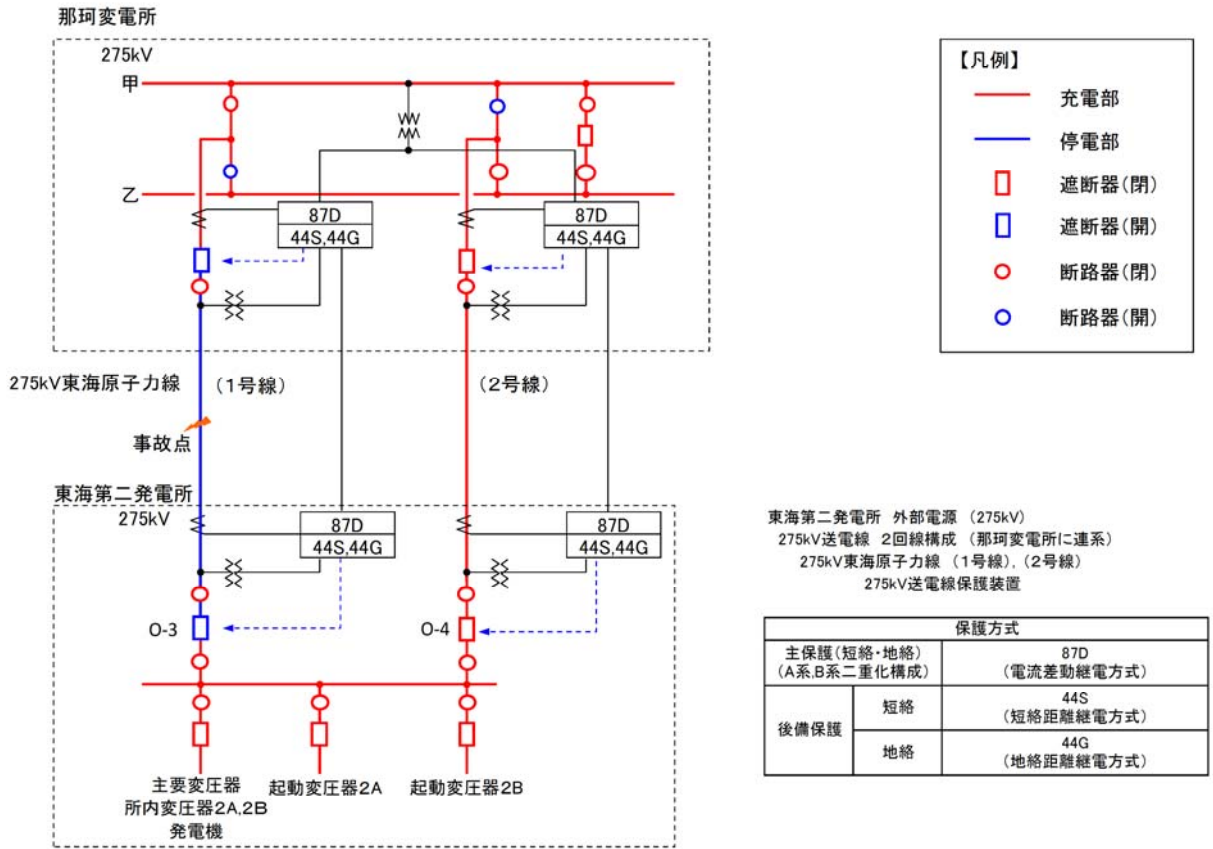 那珂変電所
275kV
甲
乙
87D
44S,44G
87D
44S,44G
275kV東海原子力線
(1号線)
(2号線)
事故点
東海第二発電所
275kV
87D
44S,44G
87D
44S,44G
O-3
O-4
主要変圧器
所内変圧器2A,2B
発電機
起動変圧器2A
起動変圧器2B
【凡例】
充電部
停電部
遮断器(閉)
遮断器(開)
断路器(閉)
断路器(開)
東海第二発電所 外部電源 (275kV)
275kV送電線 2回線構成 (那珂変電所に連系)
275kV東海原子力線 (1号線),(2号線)
275kV送電線保護装置
保護方式
主保護(短絡・地絡)
(A系,B系二重化構成)
87D
(電流差動継電方式)
後備保護
短絡
44S
(短絡距離継電方式)
地絡
44G
(地絡距離継電方式)